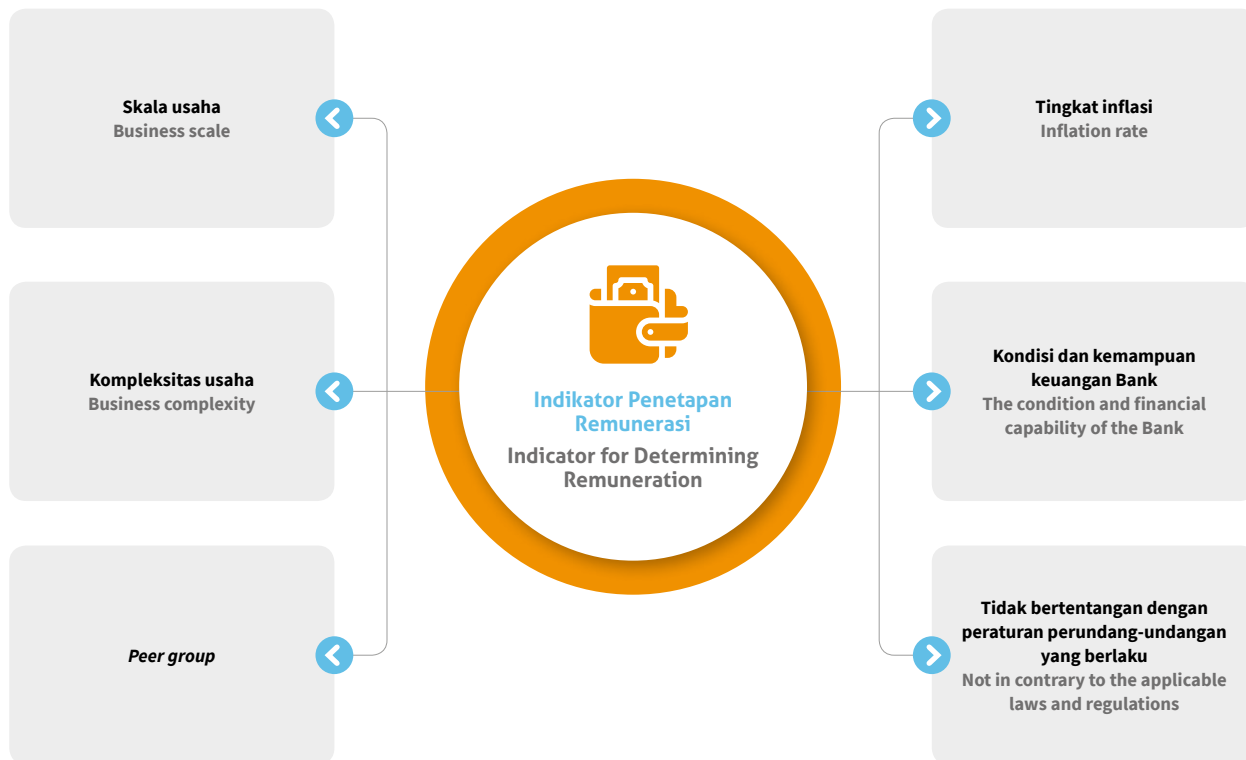 Skala usaha
Business scale
Kompleksitas usaha
Business complexity
Peer group
Indikator Penetapan
Remunerasi
Indicator for Determining
Remuneration
Tingkat inflasi
Inflation rate
Kondisi dan kemampuan
keuangan Bank
The condition and financial
capability of the Bank
Tidak bertentangan dengan
peraturan perundang-undangan
yang berlaku
Not in contrary to the applicable
laws and regulations